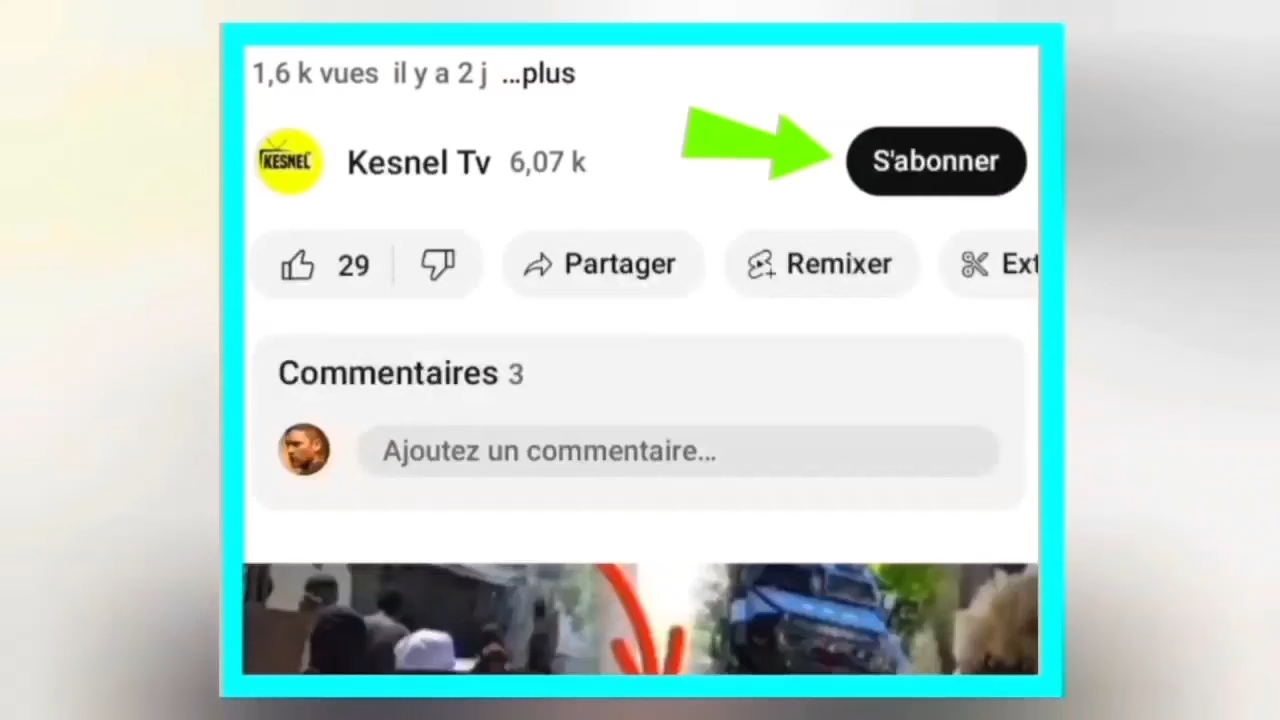 1,6 k vues il y a 2 j ...plus
KESNEL
Kesnel Tv 6,07 k
S'abonner
29
Partager
Remixer
Ext
Commentaires 3
Ajoutez un commentaire...